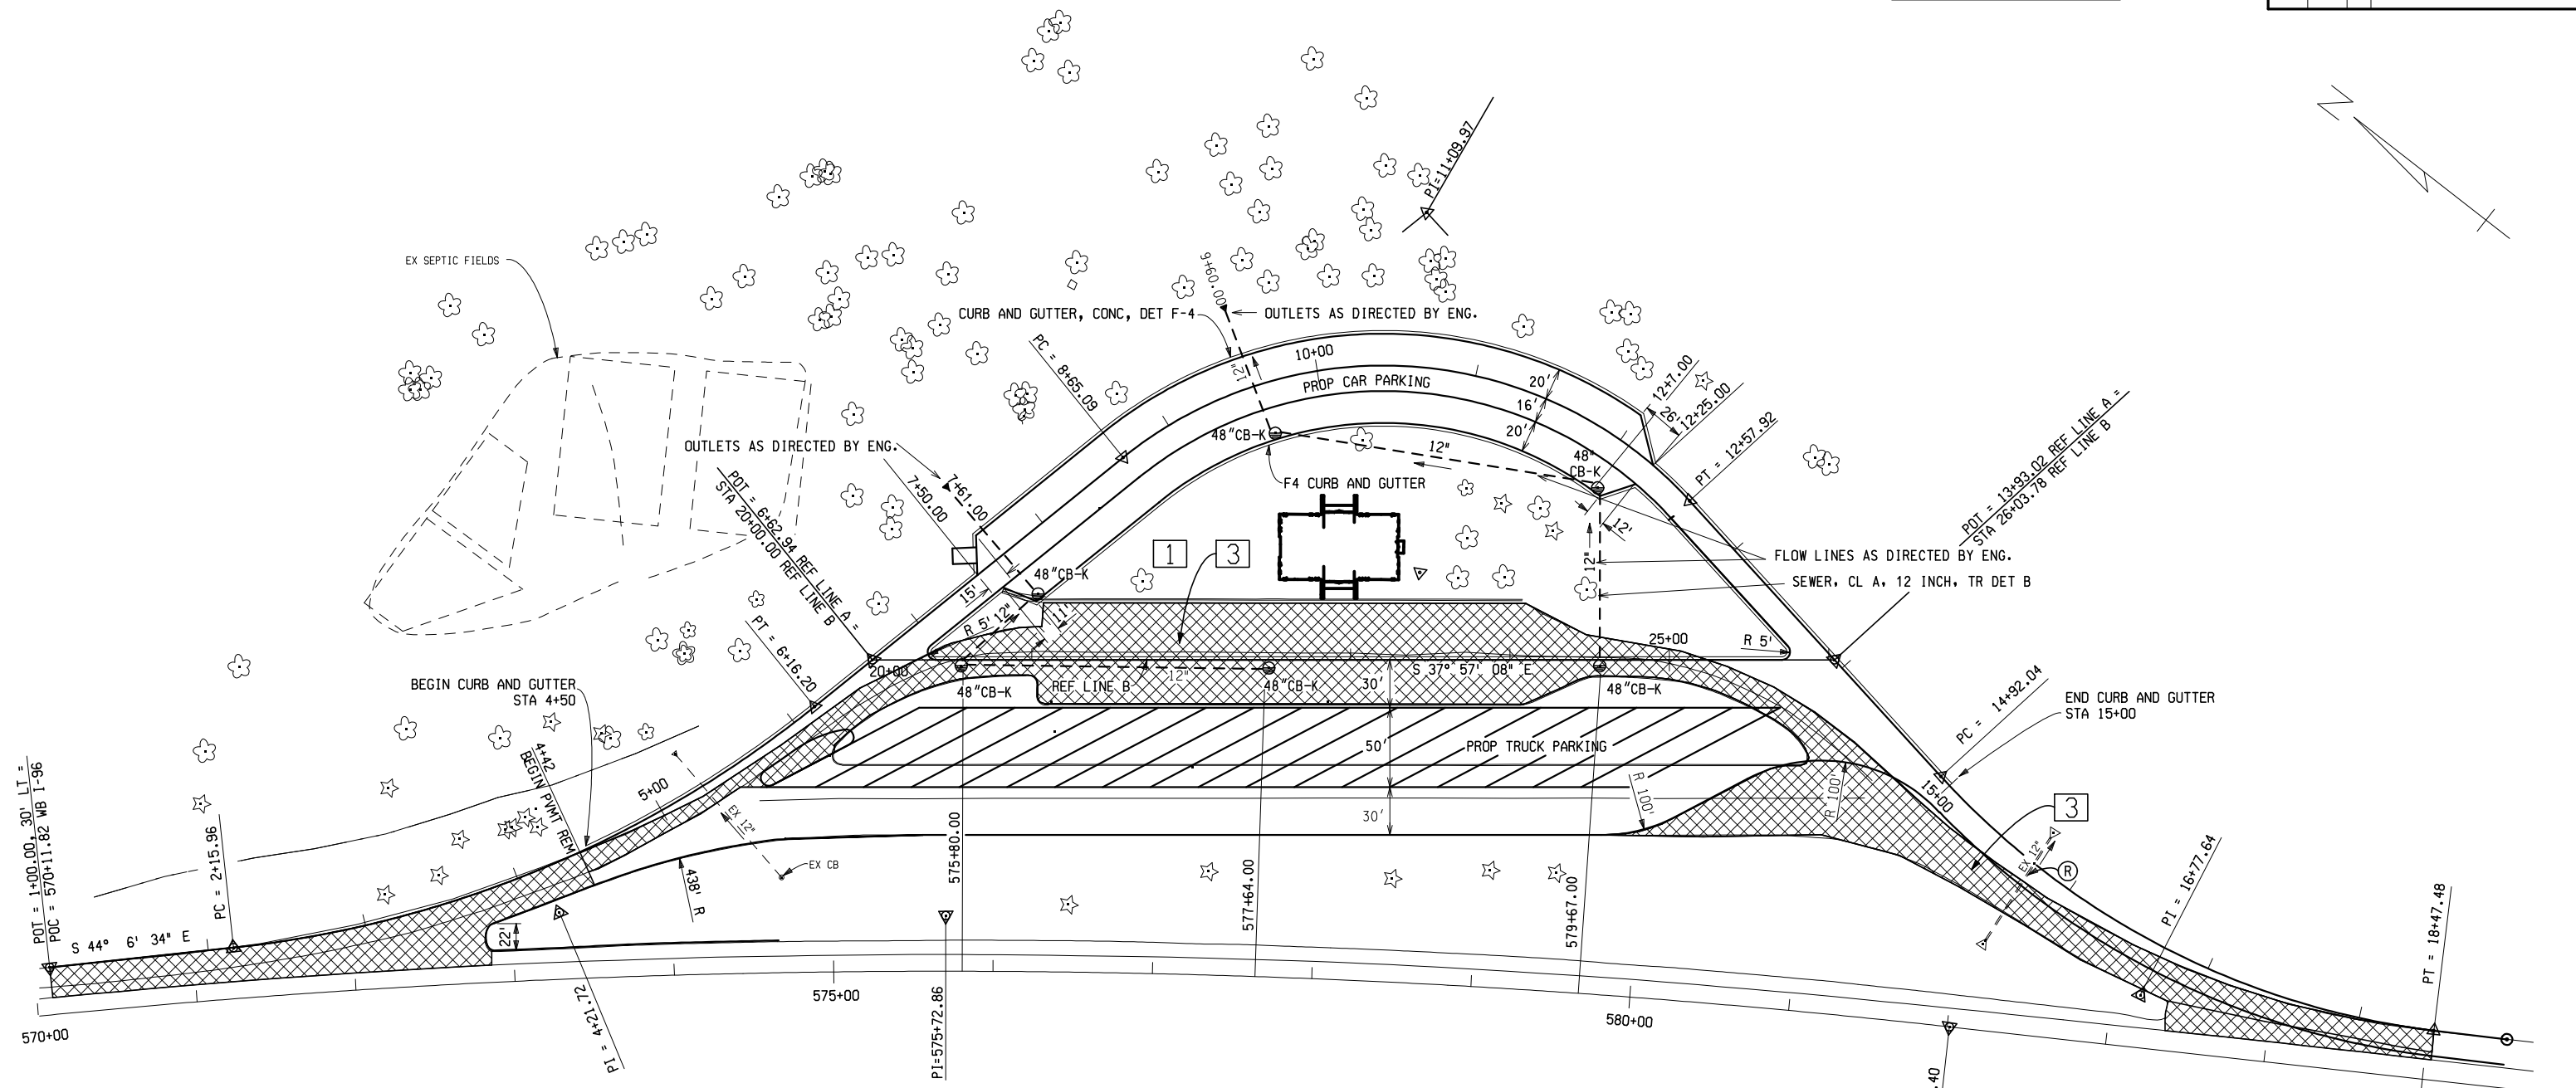 PI=11+09.97
EX SEPTIC FIELDS
9+60.00
CURB AND GUTTER, CONC, DET F-4
OUTLETS AS DIRECTED BY ENG.
PC = 8+65.09
10+00
12"
PROP CAR PARKING
20'
16'
20'
12+7.00
26'
12+25.00
PT = 12+57.92
48"CB-K
12"
48"
CB-K
OUTLETS AS DIRECTED BY ENG.
7+61.00
7+50.00
F4 CURB AND GUTTER
12'
POT = 6+62.94 REF LINE A =
STA 20+00.00 REF LINE B
POT = 13+93.02 REF LINE A =
STA 26+03.78 REF LINE B
1
3
12"
FLOW LINES AS DIRECTED BY ENG.
SEWER, CL A, 12 INCH, TR DET B
48"CB-K
15'
R 5'
12"
11'
PT = 6+16.20
20+00
25+00
R 5'
S 37° 57' 08" E
REF LINE B
12"
48"CB-K
48"CB-K
30'
48"CB-K
BEGIN CURB AND GUTTER
STA 4+50
PC = 14+92.04
END CURB AND GUTTER
STA 15+00
4+42
BEGIN PVMT REM
5+00
50'
PROP TRUCK PARKING
R 100'
R 100'
15+00
3
EX 12"
EX CB
30'
POT = 1+00.00, 30' LT =
POC = 570+11.82 WB I-96
S 44° 6' 34" E
PC = 2+15.96
438' R
22'
575+80.00
577+64.00
579+67.00
EX 12"
R
PI = 16+77.64
PT = 18+47.48
570+00
PI = 4+21.72
575+00
PI=575+72.86
580+00
.40